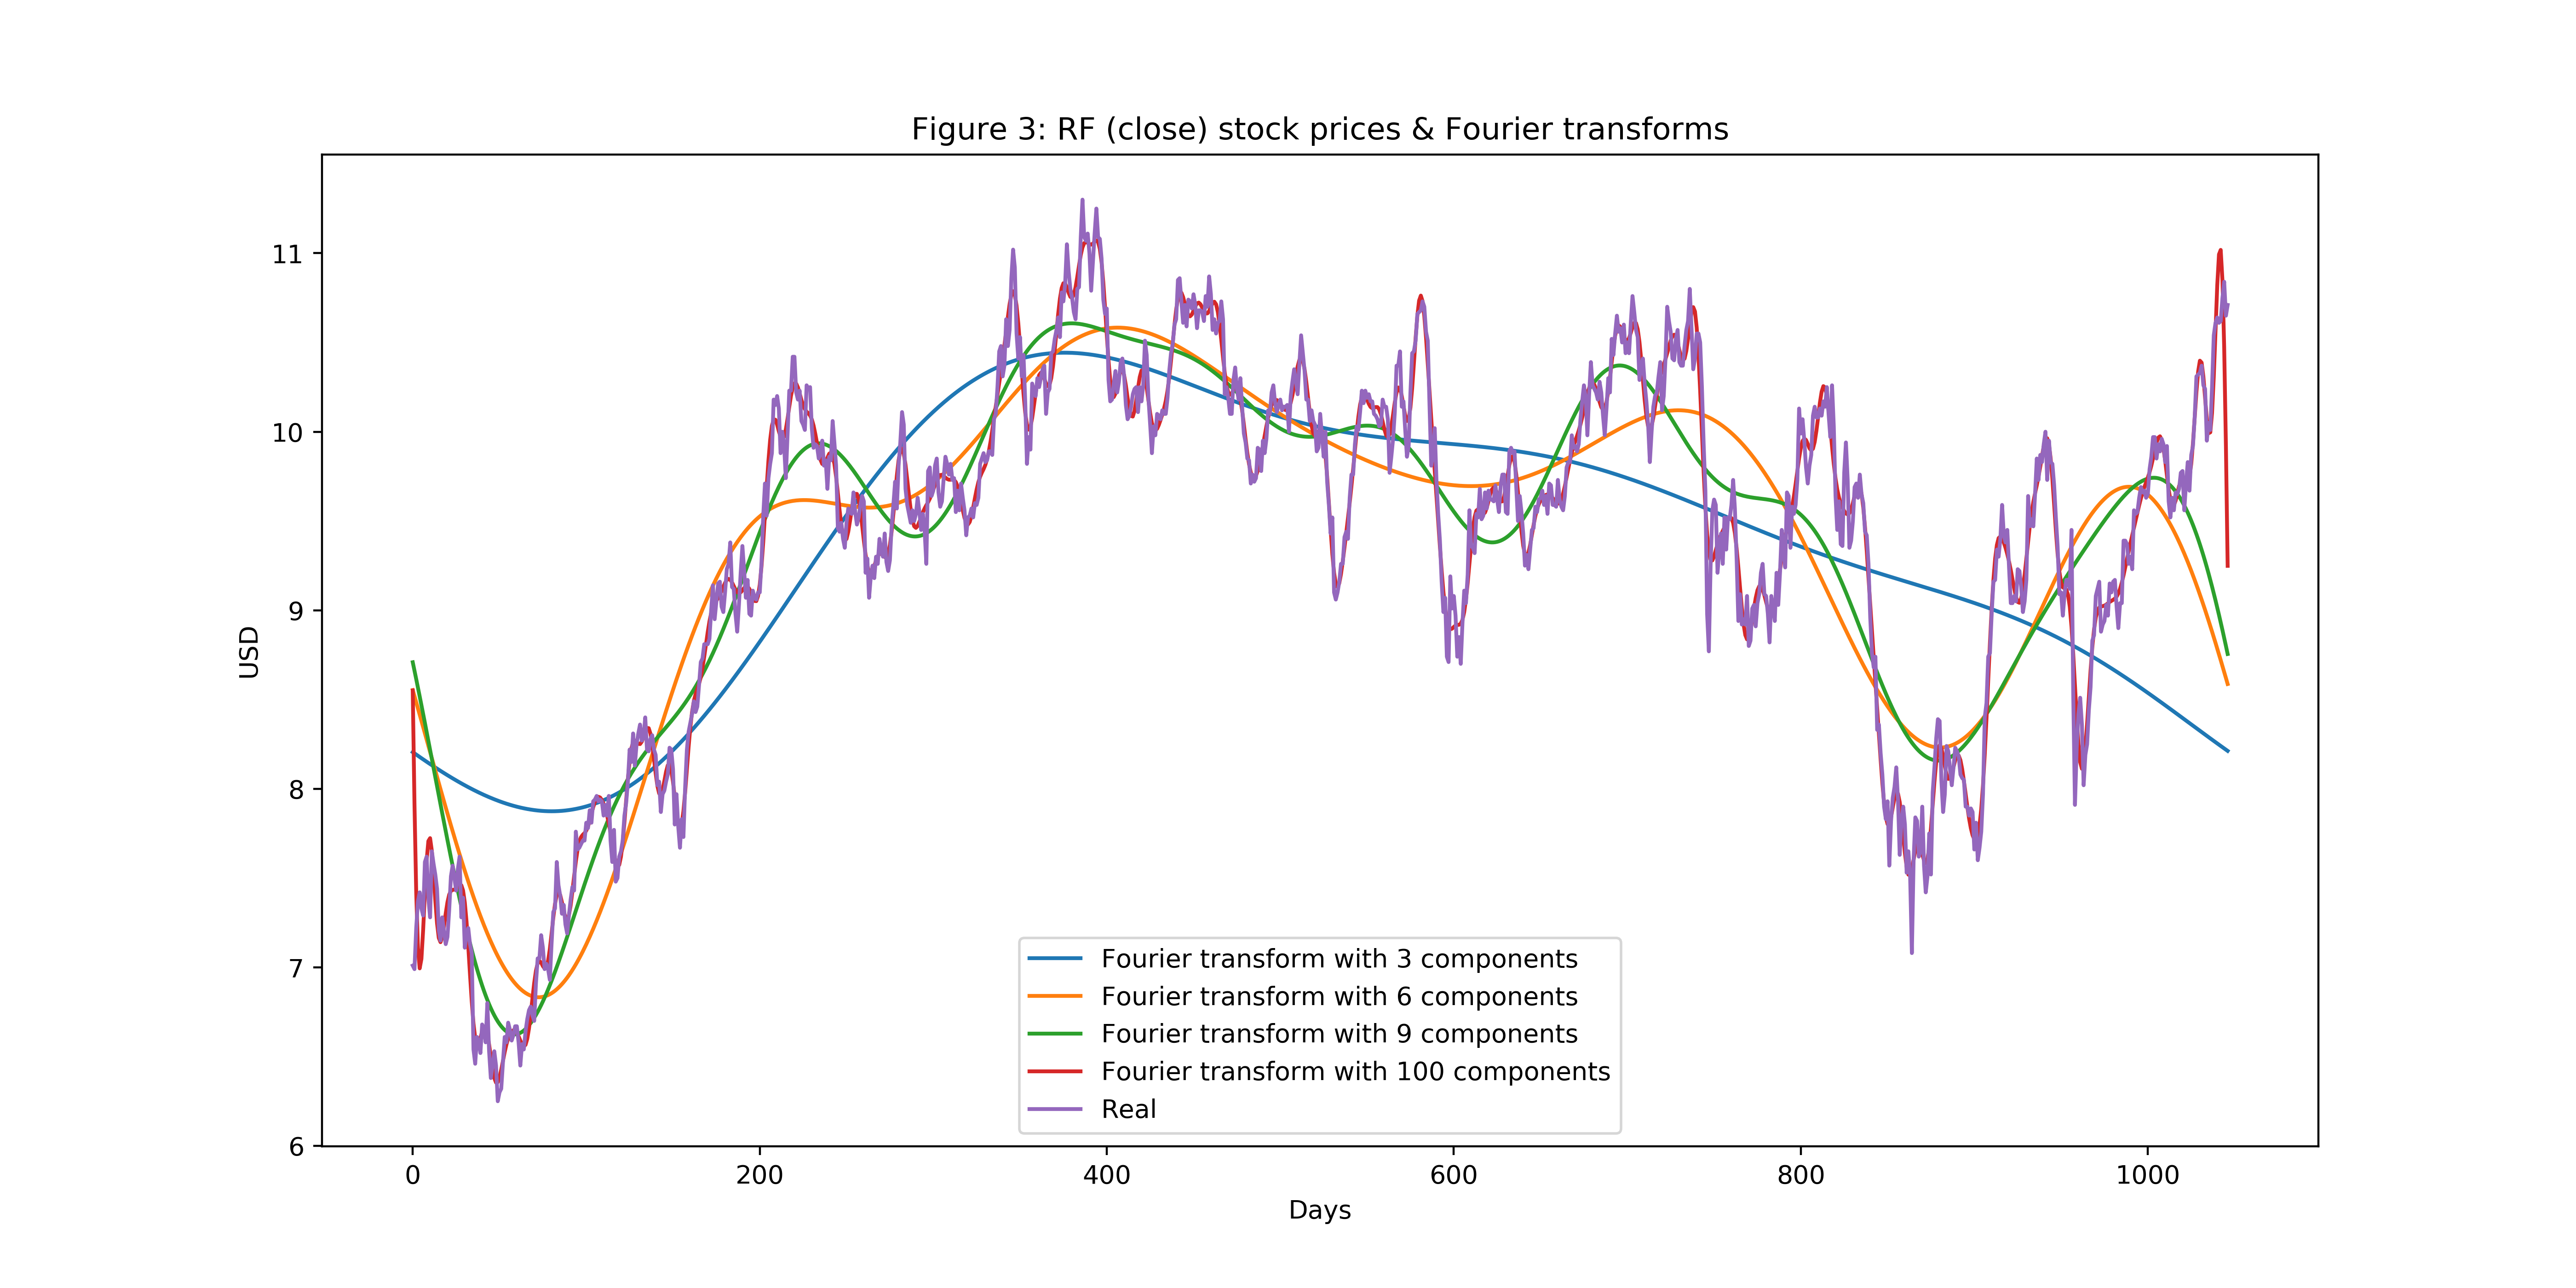 Figure 3: RF (close) stock prices & Fourier transforms
11
10
9
8
7
6
USD
Fourier transform with 3 components
Fourier transform with 6 components
Fourier transform with 9 components
Fourier transform with 100 components
Real
0 200 400 600 800 1000
Days